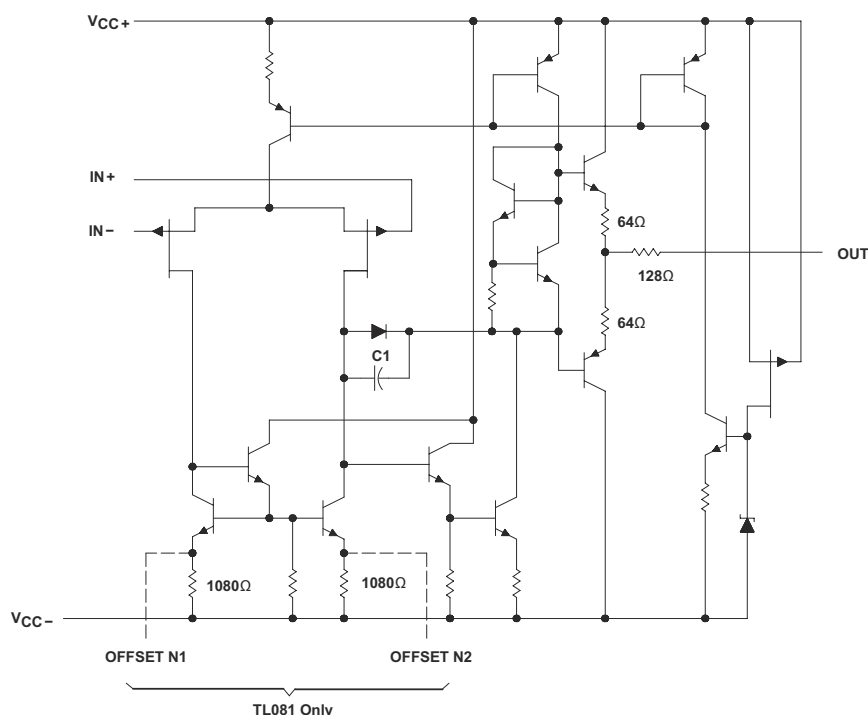 VCC+
IN+
IN−
64Ω
OUT
128Ω
64Ω
C1
1080Ω
1080Ω
VCC−
OFFSET N1
OFFSET N2
TL081 Only